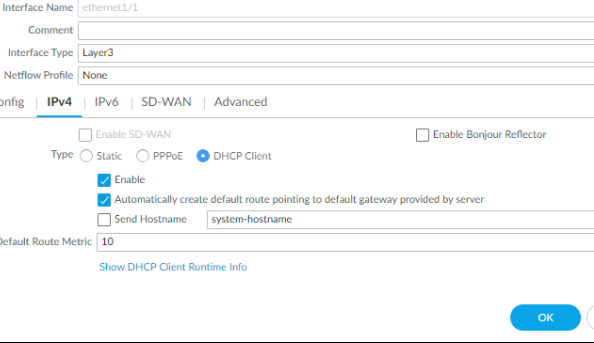 Interface Name ethernet1/1
Comment
Interface Type Layer3
Netflow Profile None
onfig | IPv4 | IPv6 | SD-WAN | Advanced
Enable SD-WAN Enable Bonjour Reflector
Type Static PPPoE DHCP Client
Enable
Automatically create default route pointing to default gateway provided by server
Send Hostname system-hostname
Default Route Metric 10
Show DHCP Client Runtime Info
OK